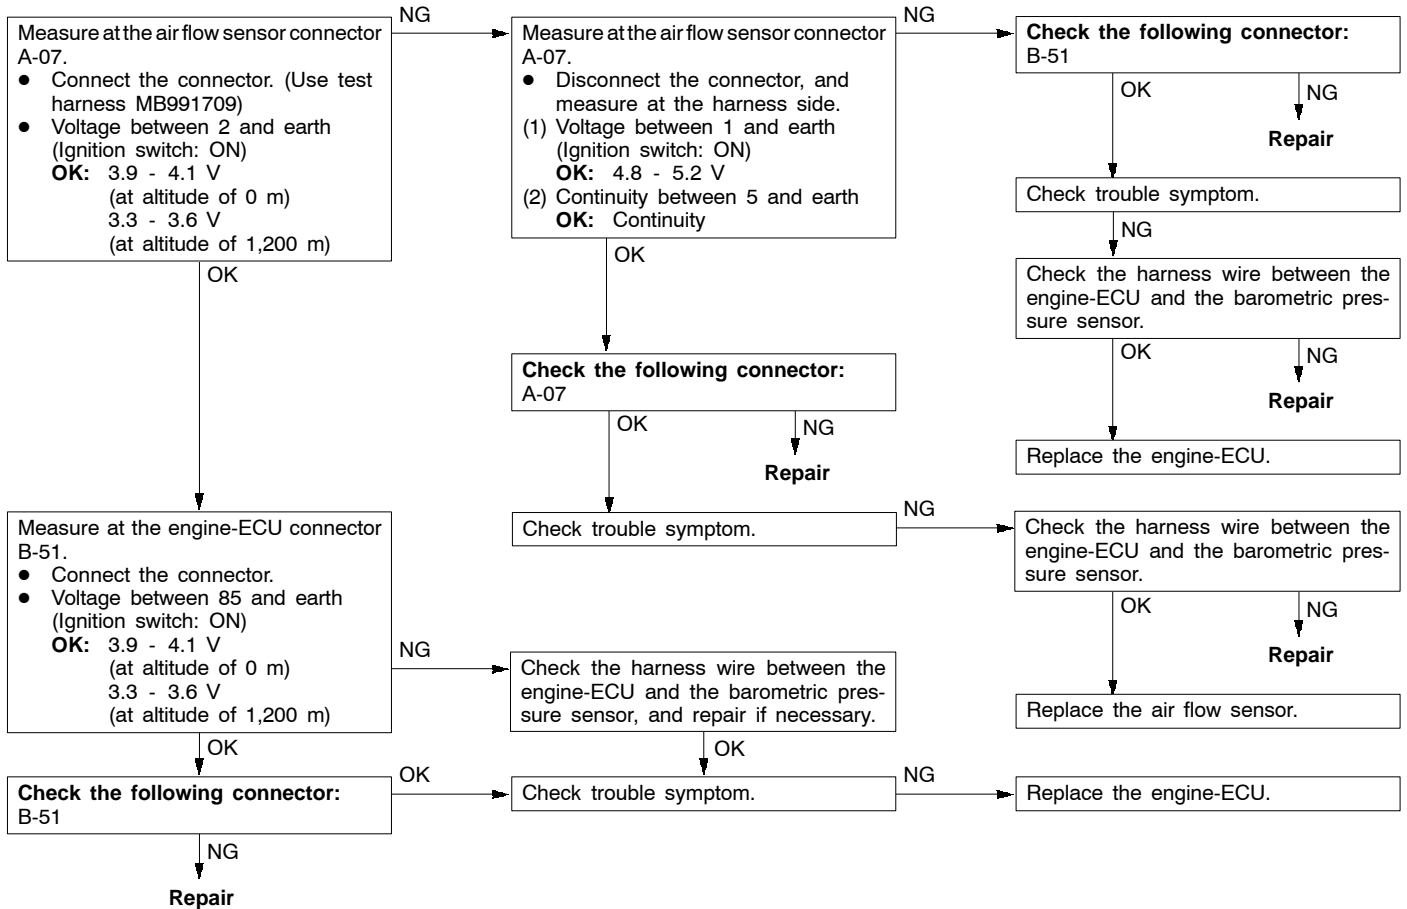 NG
NG
Measure at the air flow sensor connector
A-07.
● Connect the connector. (Use test
harness MB991709)
● Voltage between 2 and earth
(Ignition switch: ON)
OK: 3.9 - 4.1 V
(at altitude of 0 m)
3.3 - 3.6 V
(at altitude of 1,200 m)
OK
Measure at the air flow sensor connector
A-07.
● Disconnect the connector, and
measure at the harness side.
(1) Voltage between 1 and earth
(Ignition switch: ON)
OK: 4.8 - 5.2 V
(2) Continuity between 5 and earth
OK: Continuity
OK
Check the following connector:
B-51
OK
NG
Repair
Check trouble symptom.
NG
Check the harness wire between the
engine-ECU and the barometric pres-
sure sensor.
OK
NG
Repair
Replace the engine-ECU.
Check the following connector:
A-07
OK
NG
Repair
Check trouble symptom.
NG
Check the harness wire between the
engine-ECU and the barometric pres-
sure sensor.
OK
NG
Repair
Replace the air flow sensor.
Measure at the engine-ECU connector
B-51.
● Connect the connector.
● Voltage between 85 and earth
(Ignition switch: ON)
OK: 3.9 - 4.1 V
(at altitude of 0 m)
3.3 - 3.6 V
(at altitude of 1,200 m)
NG
Check the harness wire between the
engine-ECU and the barometric pres-
sure sensor, and repair if necessary.
OK
OK
Check the following connector:
B-51
OK
Check trouble symptom.
NG
Replace the engine-ECU.
NG
Repair